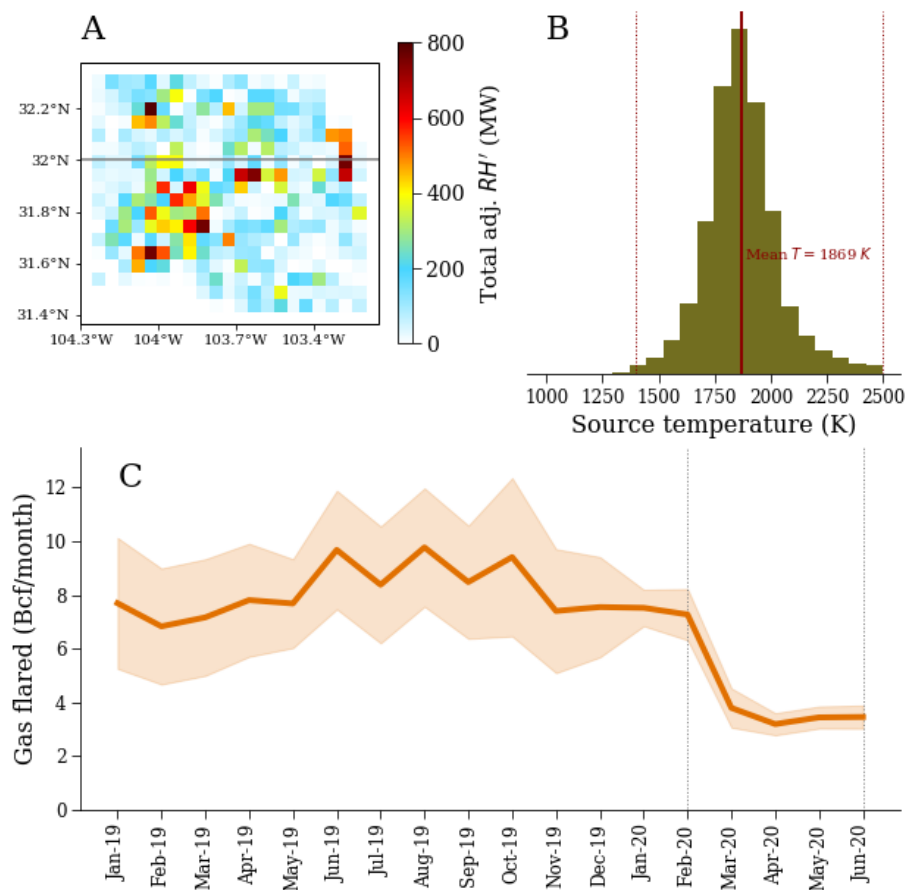 A
32.2°N
32°N
31.8°N
31.6°N
31.4°N
104.3°W
104°W
103.7°W
103.4°W
800
600
400
200
0
Total adj. RH′ (MW)
B
Mean T = 1869 K
1000
1250
1500
1750
2000
2250
2500
Source temperature (K)
C
Gas flared (Bcf/month)
12
10
8
6
4
2
0
Jan-19
Feb-19
Mar-19
Apr-19
May-19
Jun-19
Jul-19
Aug-19
Sep-19
Oct-19
Nov-19
Dec-19
Jan-20
Feb-20
Mar-20
Apr-20
May-20
Jun-20